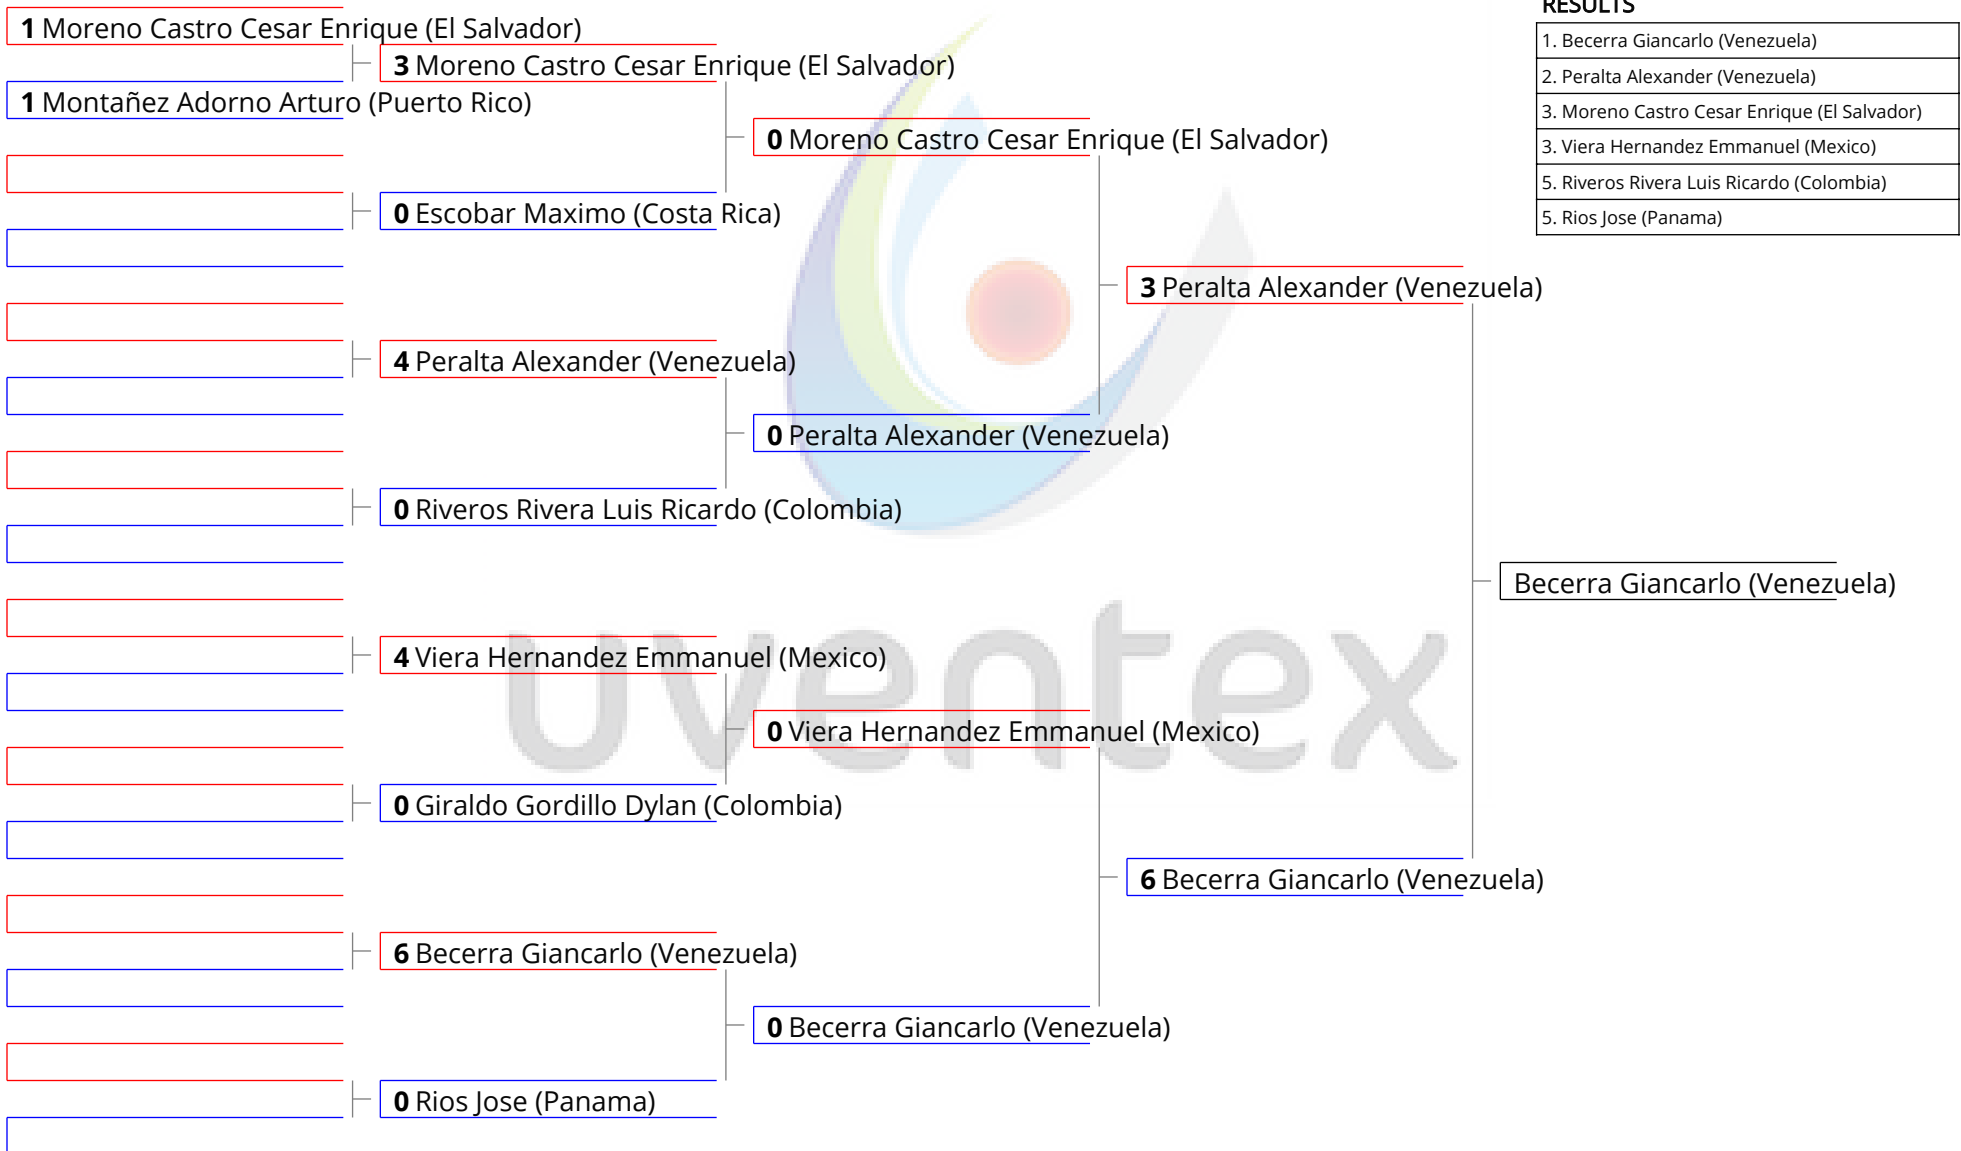 RESULTS
1. Becerra Giancarlo (Venezuela)
2. Peralta Alexander (Venezuela)
3. Moreno Castro Cesar Enrique (El Salvador)
3. Viera Hernandez Emmanuel (Mexico)
5. Riveros Rivera Luis Ricardo (Colombia)
5. Rios Jose (Panama)
1 Moreno Castro Cesar Enrique (El Salvador)
1 Montañez Adorno Arturo (Puerto Rico)
3 Moreno Castro Cesar Enrique (El Salvador)
0 Escobar Maximo (Costa Rica)
4 Peralta Alexander (Venezuela)
0 Riveros Rivera Luis Ricardo (Colombia)
4 Viera Hernandez Emmanuel (Mexico)
0 Giraldo Gordillo Dylan (Colombia)
6 Becerra Giancarlo (Venezuela)
0 Rios Jose (Panama)
0 Moreno Castro Cesar Enrique (El Salvador)
0 Peralta Alexander (Venezuela)
0 Viera Hernandez Emmanuel (Mexico)
0 Becerra Giancarlo (Venezuela)
3 Peralta Alexander (Venezuela)
6 Becerra Giancarlo (Venezuela)
Becerra Giancarlo (Venezuela)
uventex